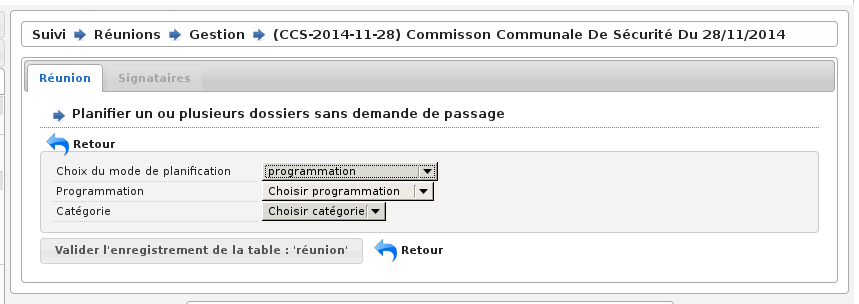 Suivi Réunions Gestion (CCS-2014-11-28) Commisson Communale De Sécurité Du 28/11/2014
Réunion Signataires
Planifier un ou plusieurs dossiers sans demande de passage
Retour
Choix du mode de planification programmation
Programmation Choisir programmation
Catégorie Choisir catégorie
Valider l'enregistrement de la table : 'réunion' Retour